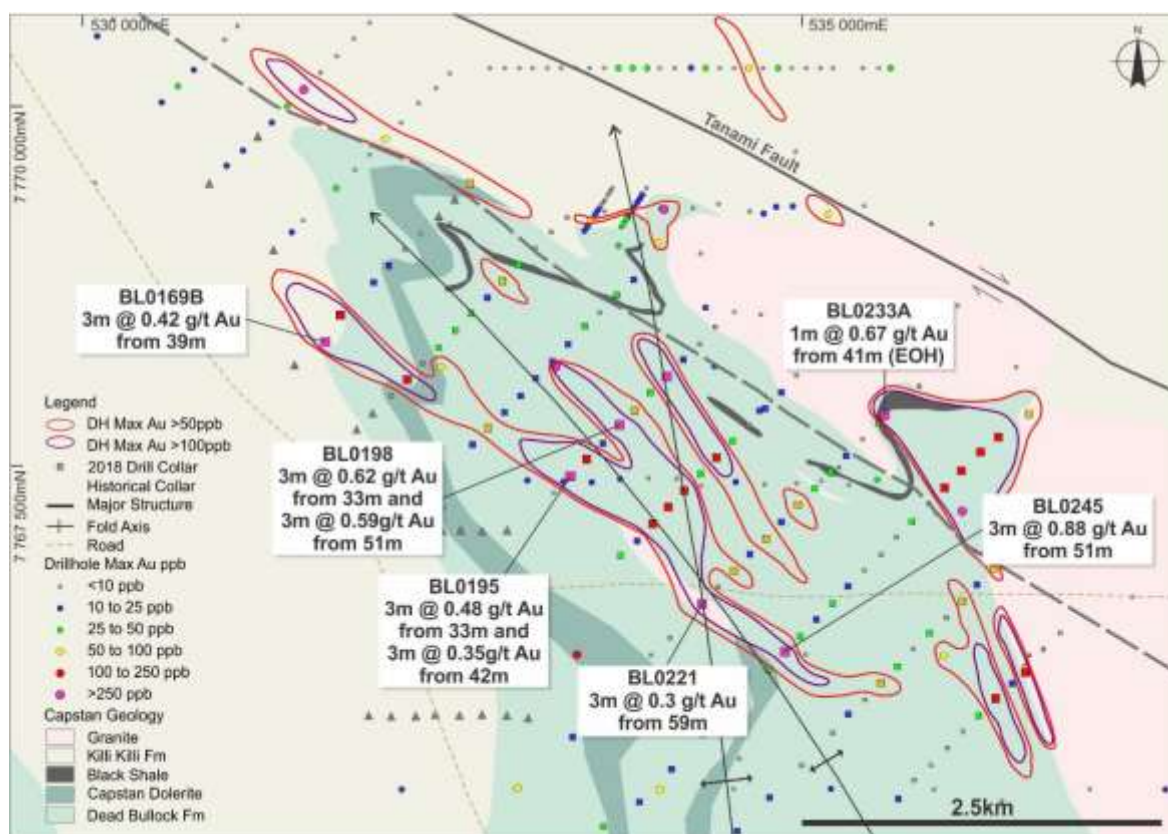 530 000mE
535 000mE
N
7 770 000mN
Tanami Fault
BL0169B
3m @ 0.42 g/t Au
from 39m
BL0233A
1m @ 0.67 g/t Au
from 41m (EOH)
7 767 500mN
BL0198
3m @ 0.62 g/t Au
from 33m and
3m @ 0.59g/t Au
from 51m
BL0245
3m @ 0.88 g/t Au
from 51m
BL0195
3m @ 0.48 g/t Au
from 33m and
3m @ 0.35g/t Au
from 42m
BL0221
3m @ 0.3 g/t Au
from 59m
Legend
DH Max Au >50ppb
DH Max Au >100ppb
2018 Drill Collar
Historical Collar
Major Structure
Fold Axis
Road
Drillhole Max Au ppb
<10 ppb
10 to 25 ppb
25 to 50 ppb
50 to 100 ppb
100 to 250 ppb
>250 ppb
Capstan Geology
Granite
Killi Killi Fm
Black Shale
Capstan Dolerite
Dead Bullock Fm
2.5km